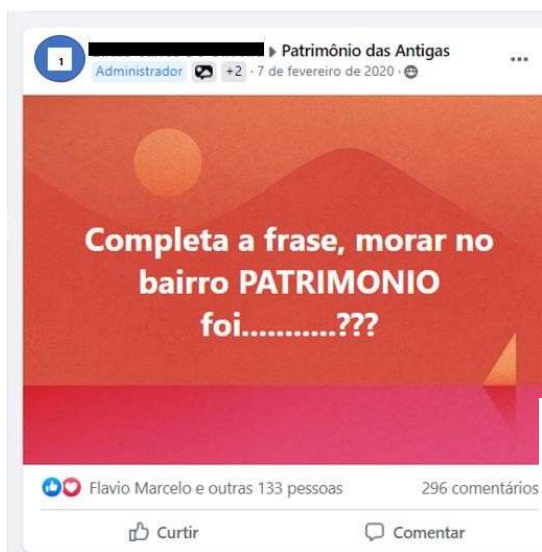 1
Patrimônio das Antigas
Administrador +2 · 7 de fevereiro de 2020 ·
Completa a frase, morar no
bairro PATRIMONIO
foi...........???
Flavio Marcelo e outras 133 pessoas 296 comentários
Curtir Comentar